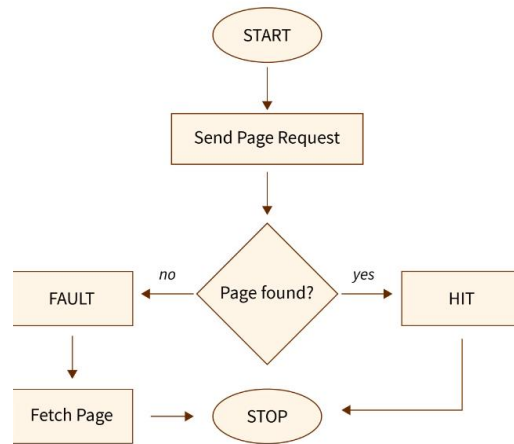 START
Send Page Request
no
Page found?
yes
FAULT
HIT
Fetch Page
STOP